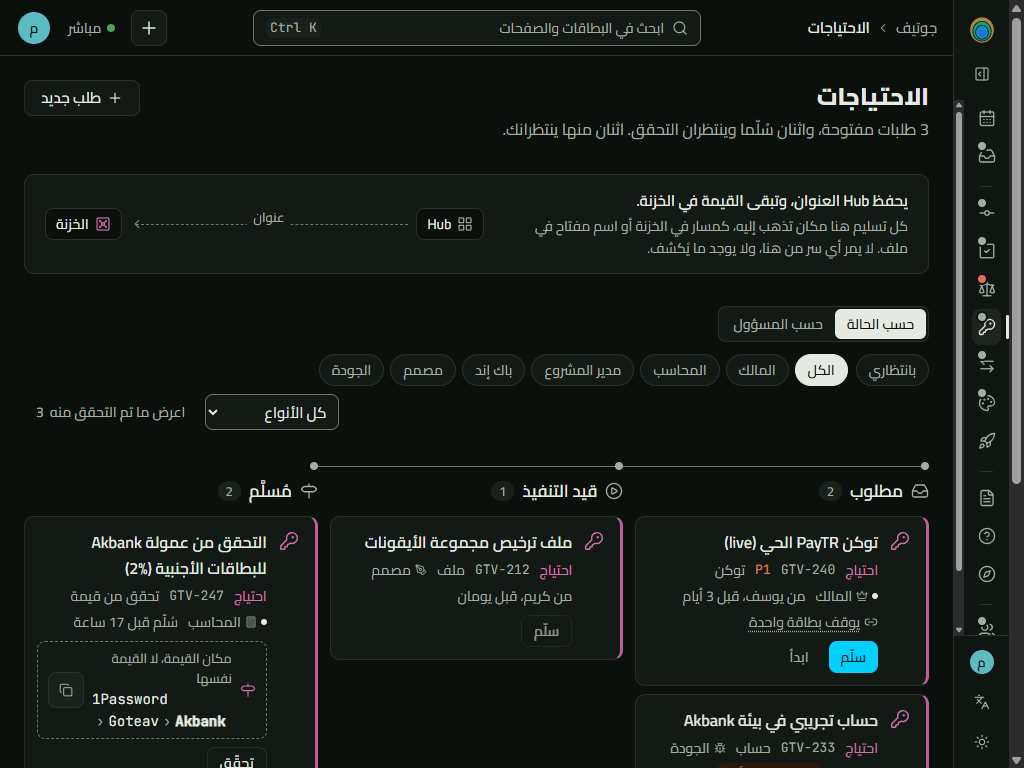 جوتيف › الاحتياجات
ابحث في البطاقات والصفحات
Ctrl K
مباشر
م
الاحتياجات
3 طلبات مفتوحة، واثنان سُلّما وينتظران التحقق. اثنان منها ينتظرانك.
طلب جديد
يحفظ Hub العنوان، وتبقى القيمة في الخزنة.
كل تسليم هنا مكان تذهب إليه، كمسار في الخزنة أو اسم مفتاح في
ملف. لا يمر أي سر من هنا، ولا يوجد ما يُكشف.
Hub
عنوان
الخزنة
حسب الحالة
حسب المسؤول
بانتظاري
الكل
المالك
المحاسب
مدير المشروع
باك إند
مصمم
الجودة
كل الأنواع
اعرض ما تم التحقق منه 3
مطلوب 2
توكن PayTR الحي (live)
احتياج GTV-240 P1 توكن
المالك من يوسف، قبل 3 أيام
يوقف بطاقة واحدة
سلّم
ابدأ
حساب تجريبي في بيئة Akbank
احتياج GTV-233 حساب الجودة
قيد التنفيذ 1
ملف ترخيص مجموعة الأيقونات
احتياج GTV-212 ملف مصمم
من كريم، قبل يومان
سلّم
مُسلَّم 2
التحقق من عمولة Akbank
للبطاقات الأجنبية (2%)
احتياج GTV-247 تحقق من قيمة
المحاسب سُلّم قبل 17 ساعة
مكان القيمة، لا القيمة
نفسها
1Password
› Goteav › Akbank
تحقّق
م